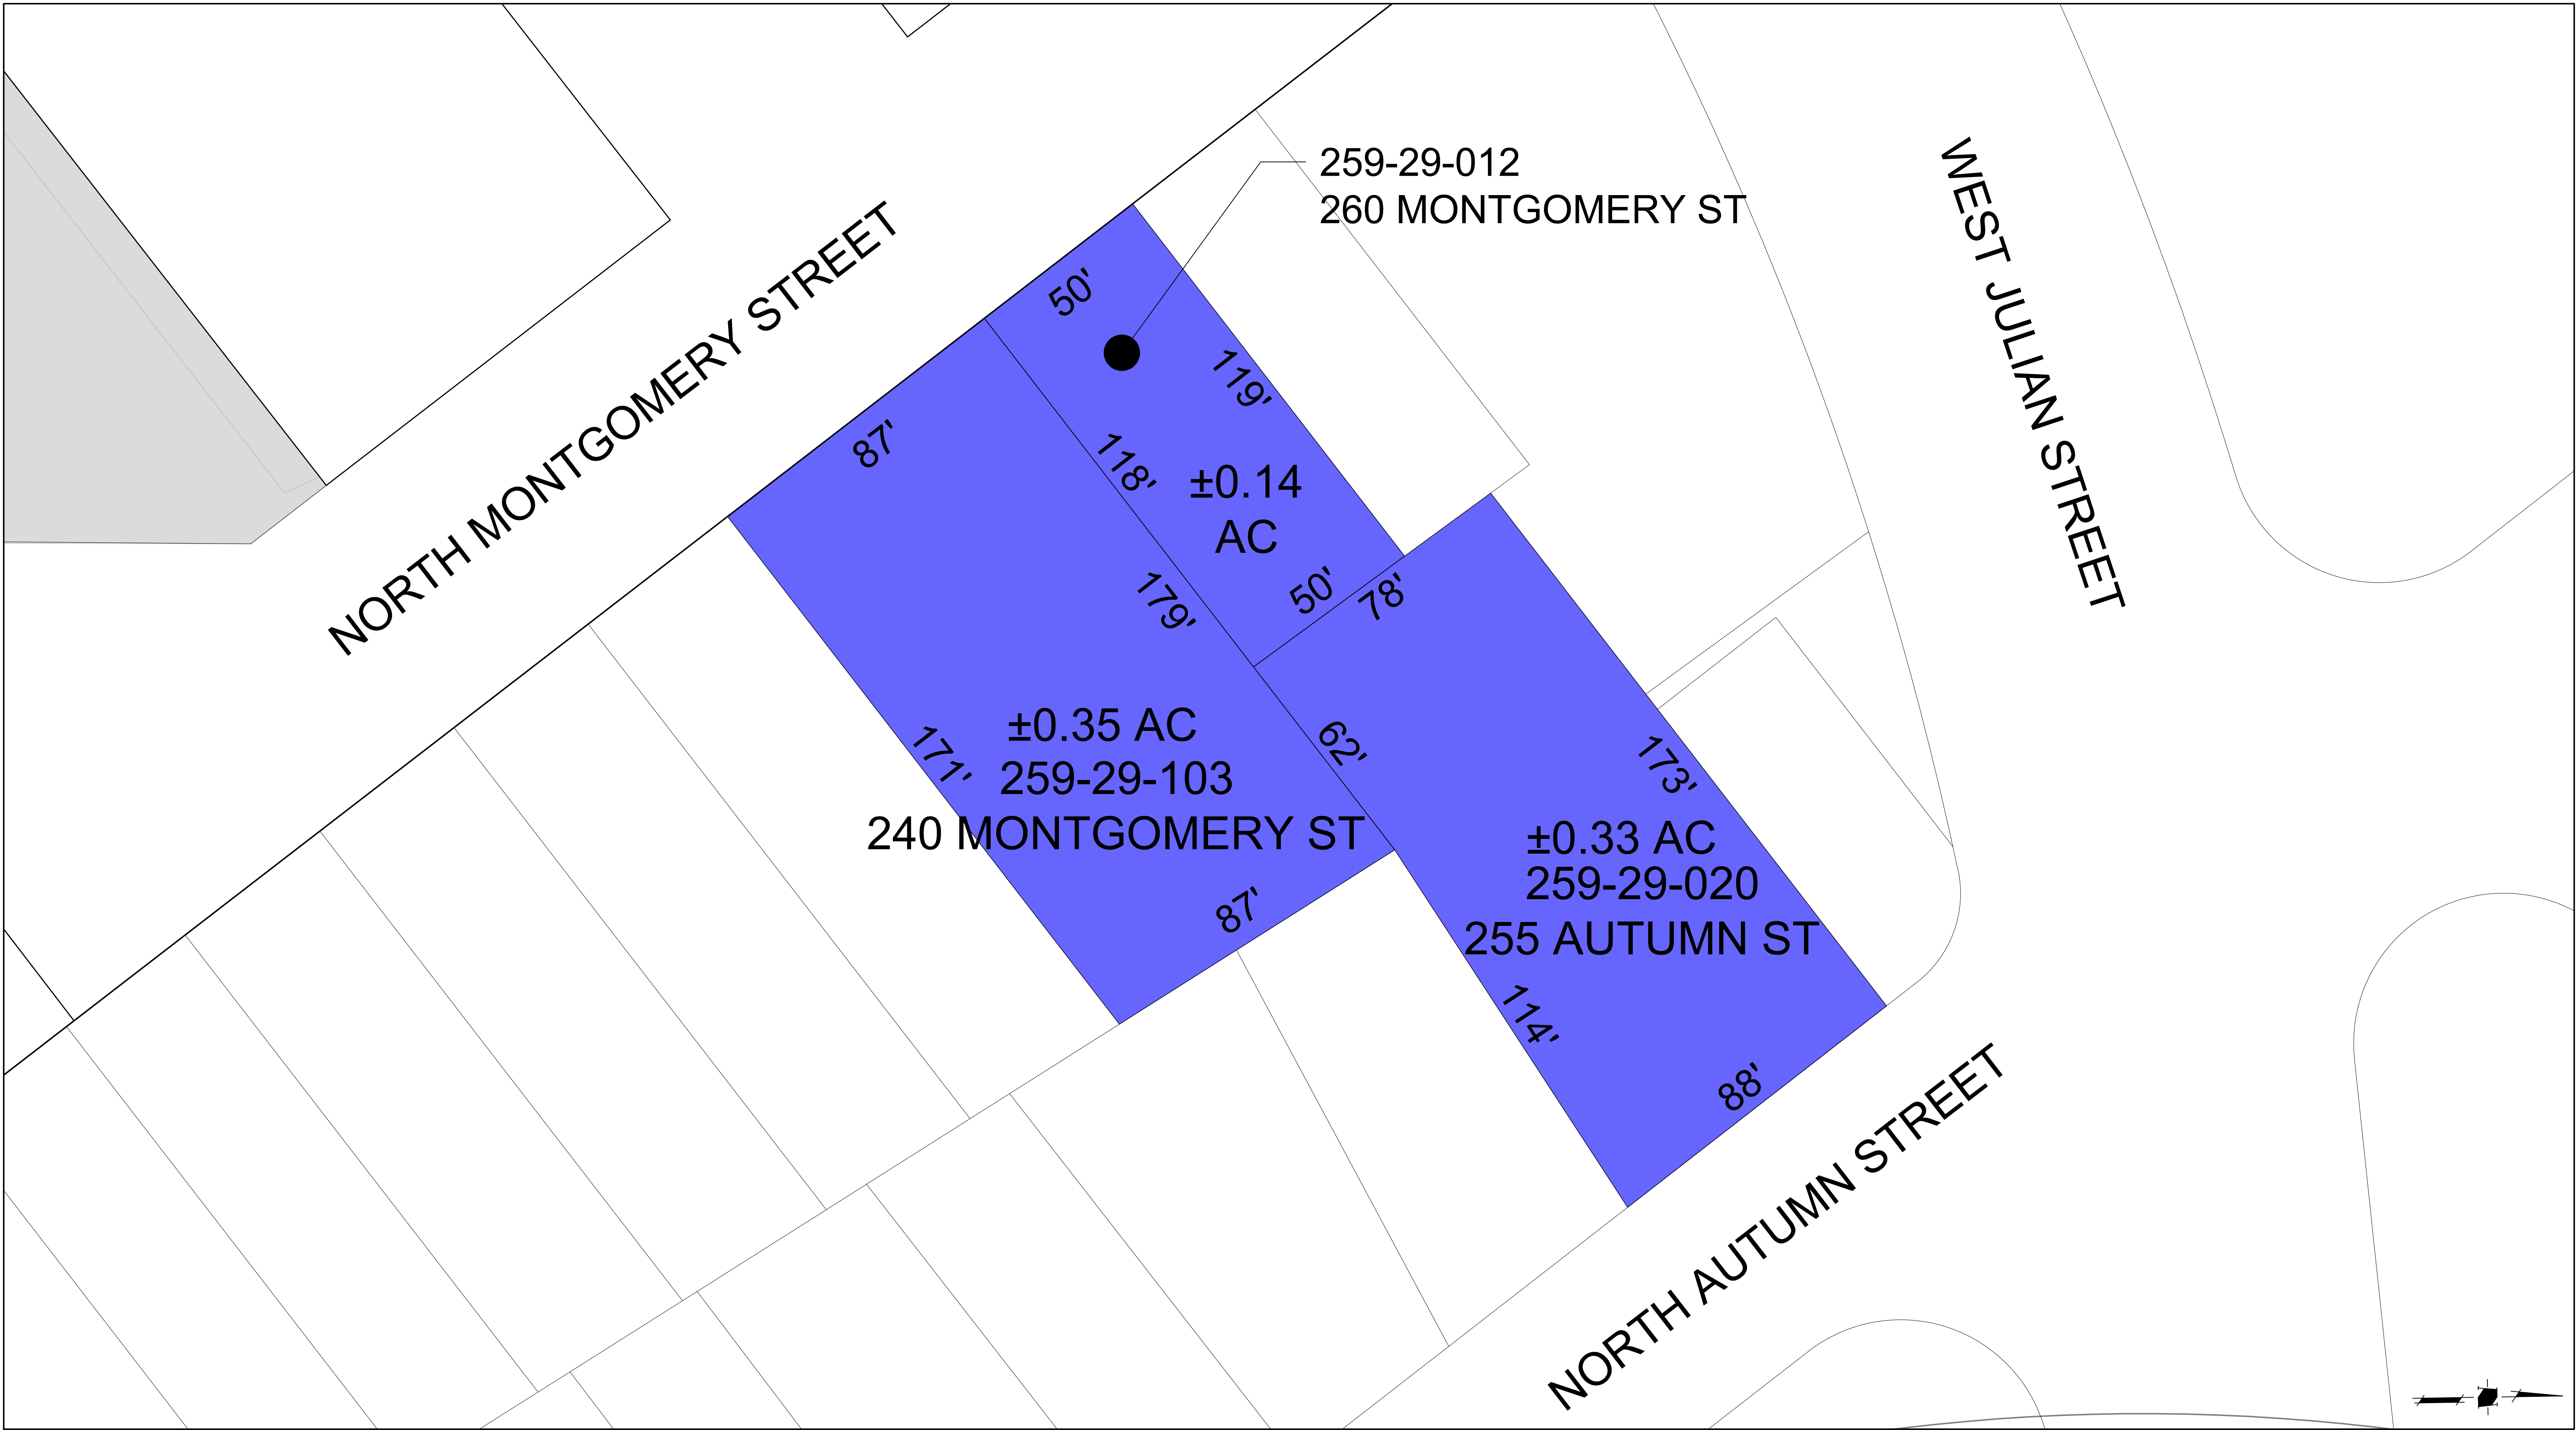 259-29-012
260 MONTGOMERY ST
WEST JULIAN STREET
NORTH MONTGOMERY STREET
50'
119'
87'
118'
±0.14
AC
179'
50'
78'
171'
±0.35 AC
259-29-103
240 MONTGOMERY ST
62'
173'
±0.33 AC
259-29-020
255 AUTUMN ST
87'
114'
88'
NORTH AUTUMN STREET